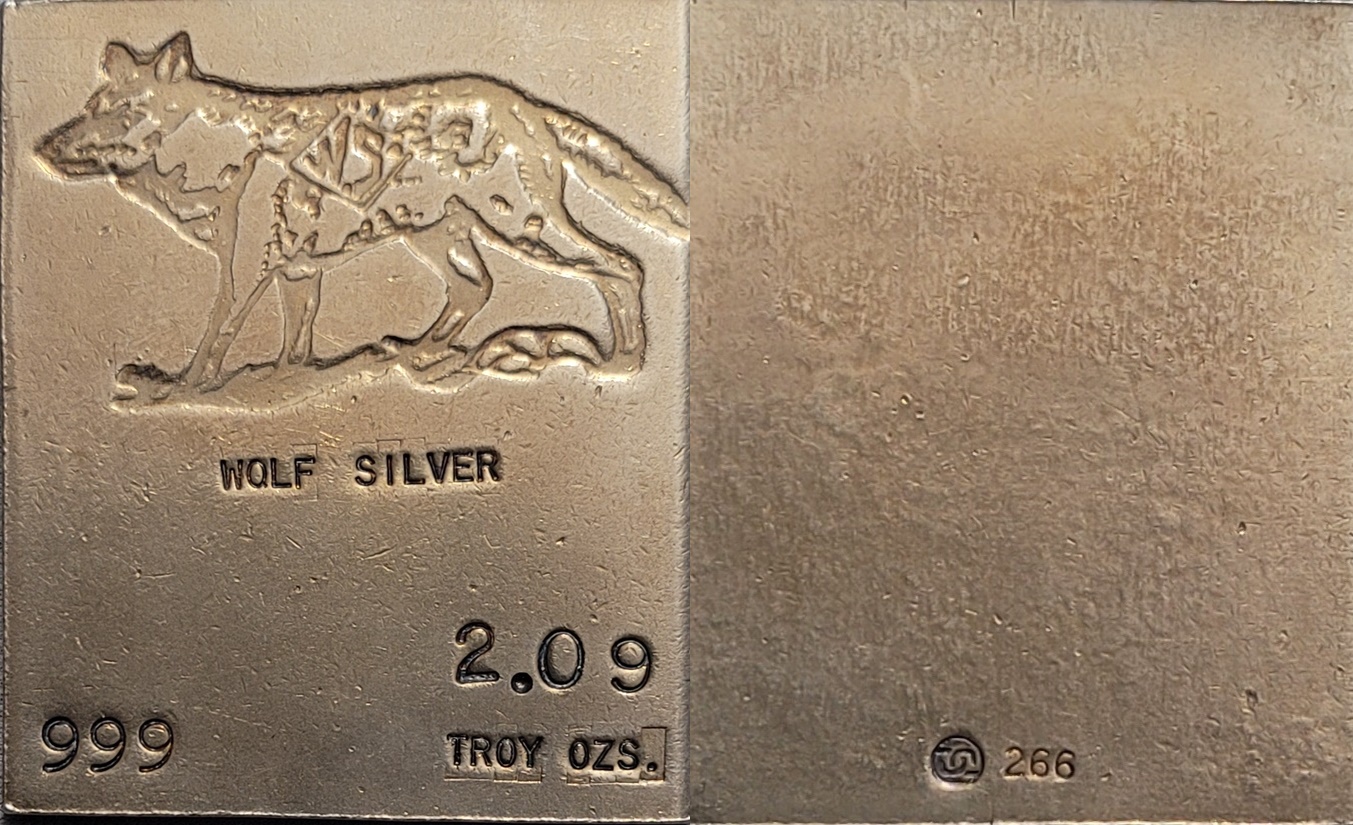 WS
WOLF SILVER
2.09
999
TROY OZS.
266